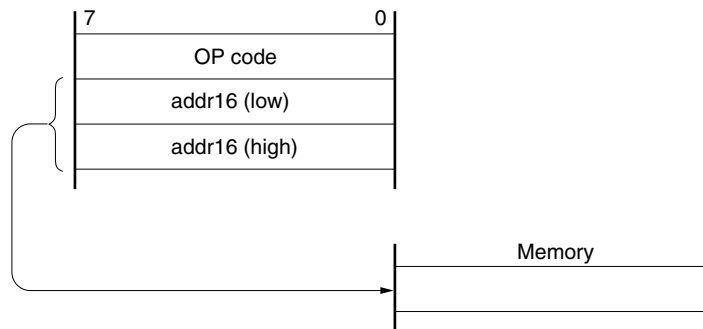 7 0
OP code
addr16 (low)
addr16 (high)
Memory